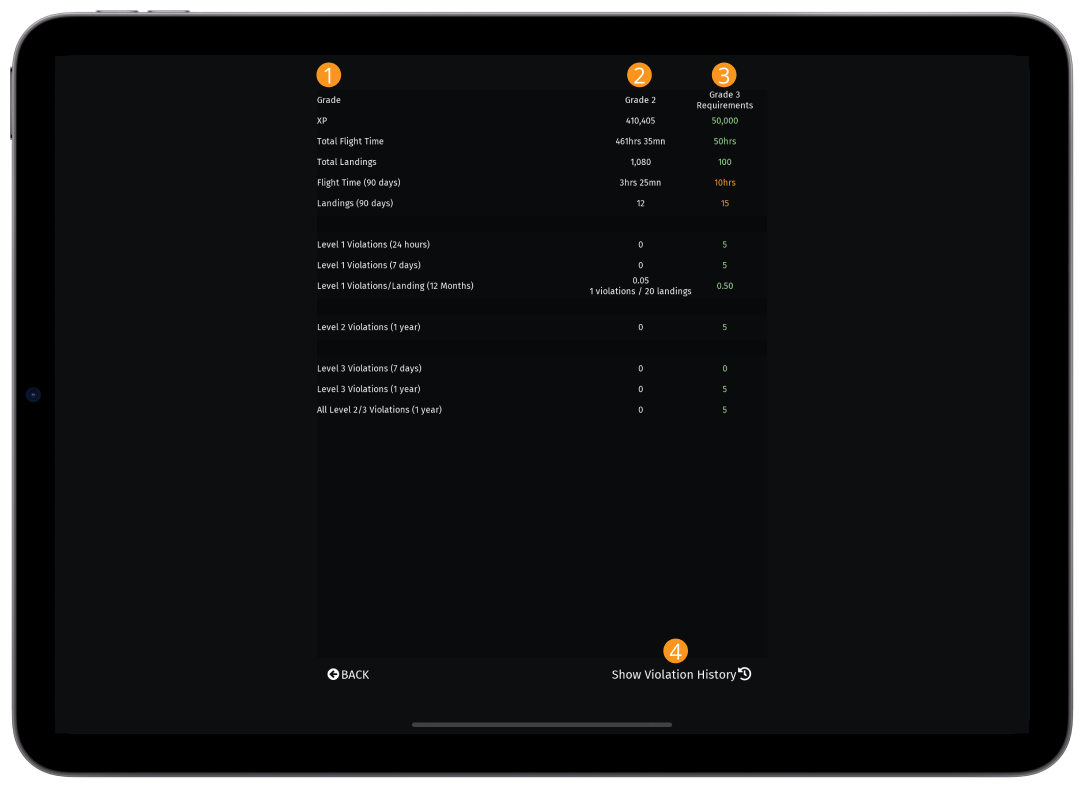 1 2 3
Grade Grade 2 Grade 3
Requirements
XP 410,405 50,000
Total Flight Time 461hrs 35mn 50hrs
Total Landings 1,080 100
Flight Time (90 days) 3hrs 25mn 10hrs
Landings (90 days) 12 15
Level 1 Violations (24 hours) 0 5
Level 1 Violations (7 days) 0 5
Level 1 Violations/Landing (12 Months) 0.05 0.50
1 violations / 20 landings
Level 2 Violations (1 year) 0 5
Level 3 Violations (7 days) 0 0
Level 3 Violations (1 year) 0 5
All Level 2/3 Violations (1 year) 0 5
4
BACK Show Violation History